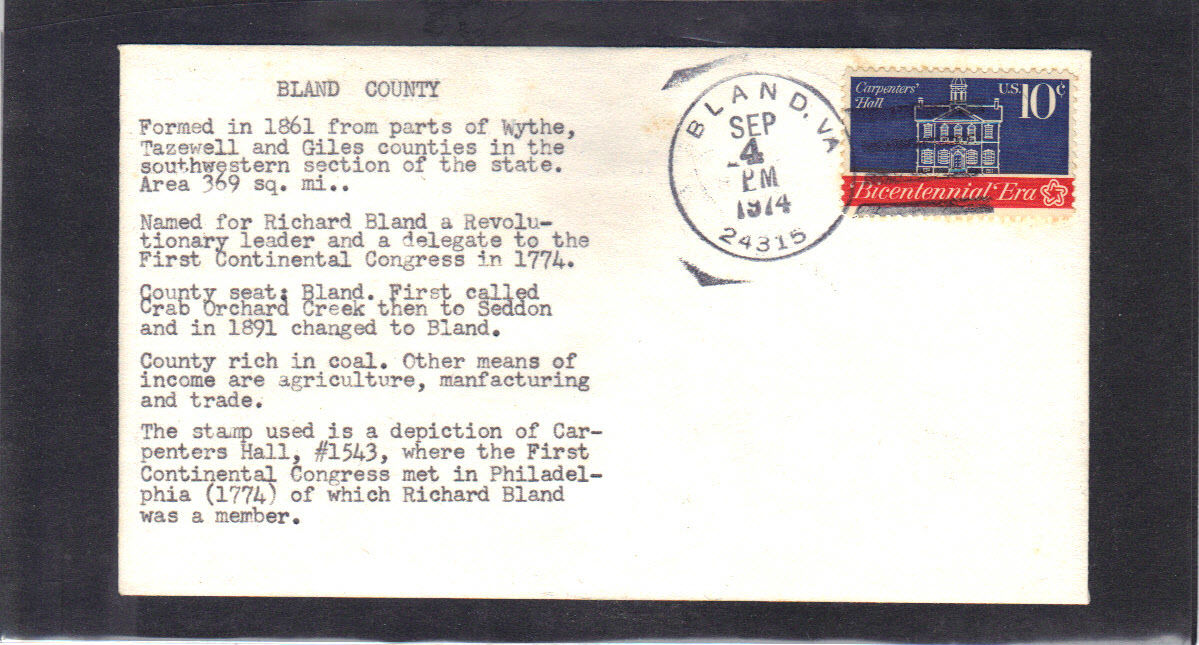 BLAND COUNTY
Formed in 1861 from parts of Wythe,
Tazewell and Giles counties in the
southwestern section of the state.
Area 369 sq. mi..
Named for Richard Bland a Revolu-
tionary leader and a delegate to the
First Continental Congress in 1774.
County seat: Bland. First called
Crab Orchard Creek then to Seddon
and in 1891 changed to Bland.
County rich in coal. Other means of
income are agriculture, manfacturing
and trade.
The stamp used is a depiction of Car-
penters Hall, #1543, where the First
Continental Congress met in Philadel-
phia (1774) of which Richard Bland
was a member.
BLAND, VA
SEP
4
PM
1974
24315
Carpenters'
Hall
U.S. 10c
Bicentennial Era